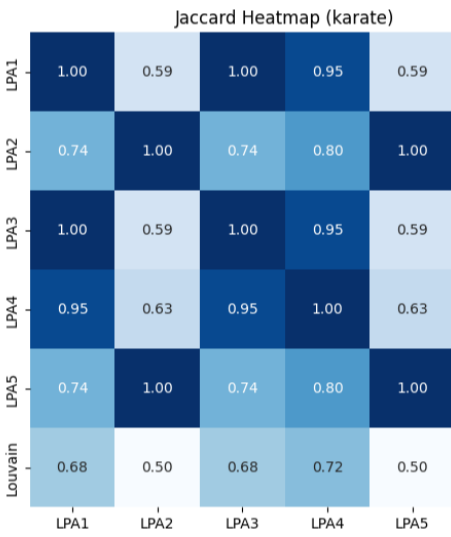 Jaccard Heatmap (karate)
LPA1 1.00 0.59 1.00 0.95 0.59
LPA2 0.74 1.00 0.74 0.80 1.00
LPA3 1.00 0.59 1.00 0.95 0.59
LPA4 0.95 0.63 0.95 1.00 0.63
LPA5 0.74 1.00 0.74 0.80 1.00
Louvain 0.68 0.50 0.68 0.72 0.50
LPA1 LPA2 LPA3 LPA4 LPA5